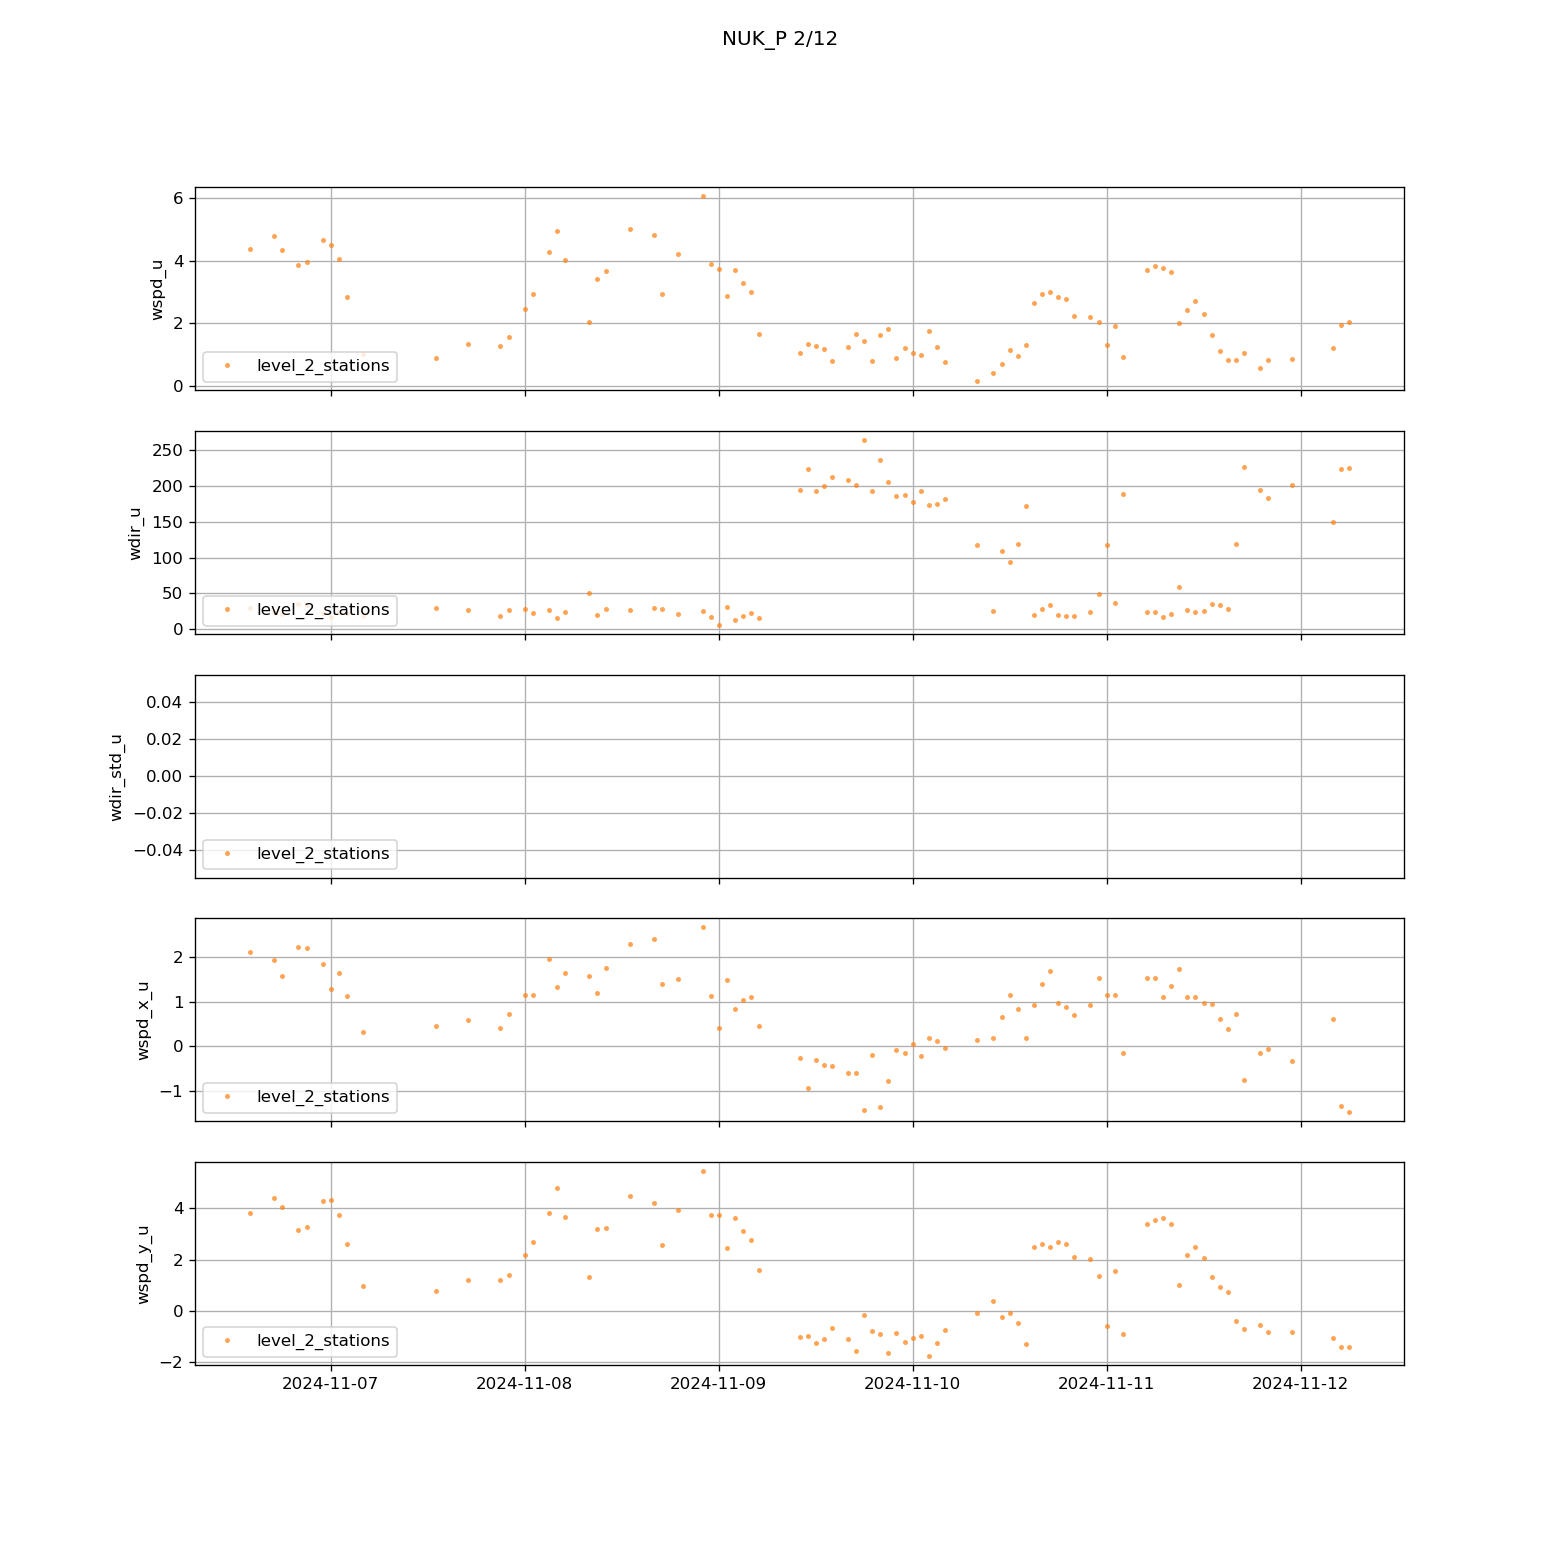 NUK_P 2/12
wspd_u
6
4
2
0
level_2_stations
wdir_u
250
200
150
100
50
0
level_2_stations
wdir_std_u
0.04
0.02
0.00
−0.02
−0.04
level_2_stations
wspd_x_u
2
1
0
−1
level_2_stations
wspd_y_u
4
2
0
−2
level_2_stations
2024-11-07 2024-11-08 2024-11-09 2024-11-10 2024-11-11 2024-11-12